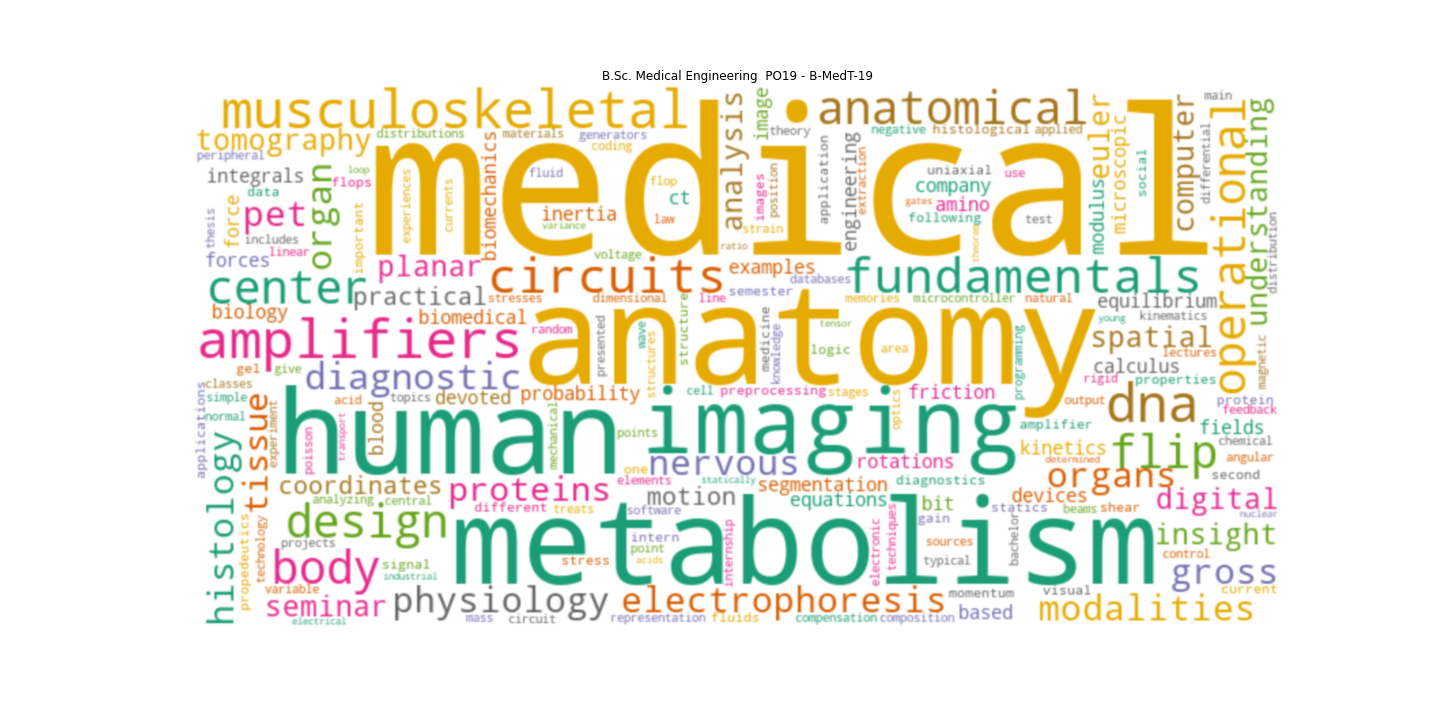 B.Sc. Medical Engineering  PO19 - B-MedT-19
musculoskeletal
medical
anatomical
tomography
distributions
materials
generators
coding
analysis
image
theory
negative
histological
applied
euler
main
computer
operational
understanding
peripheral
integrals
organ
loop
flops
data
experiences
currents
biomechanics
fluid
flop
ct
inertia
variance
law
images
position
application
engineering
extraction
uniaxial
use
company
gates
amino
following
test
theorem
modulus
microscopic
social
differential
distribution
thesis
force
pet
includes
linear
important
forces
strain
ratio
voltage
center
planar
circuits
examples
databases
fundamentals
practical
stresses
dimensional
line
semester
memories
microcontroller
natural
equilibrium
kinematics
young
biology
biomedical
random
presented
wave
structure
structures
anatomy
medicine
knowledge
tensor
logic
area
programming
spatial
lectures
magnetic
amplifiers
gel
give
diagnostic
calculus
rigid
properties
classes
simple
normal
acid
topics
devoted
probability
cell
preprocessing
stages
optics
friction
output
dna
protein
feedback
applications
tissue
experiment
human
poisson
transport
blood
mechanical
points
imaging
amplifier
fields
chemical
kinetics
determined
flip
angular
histology
nervous
one
elements
statically
rotations
diagnostics
segmentation
organs
second
coordinates
analyzing
central
proteins
different
treats
motion
software
equations
bit
gain
devices
statics
beams
shear
digital
nuclear
design
projects
propedeutics
technology
metabolism
intern
point
acids
internship
electronic
techniques
sources
typical
bachelor
insight
control
body
signal
industrial
stress
gross
current
variable
seminar
electrical
physiology
mass
circuit
electrophoresis
representation
fluids
compensation
composition
based
momentum
visual
modalities